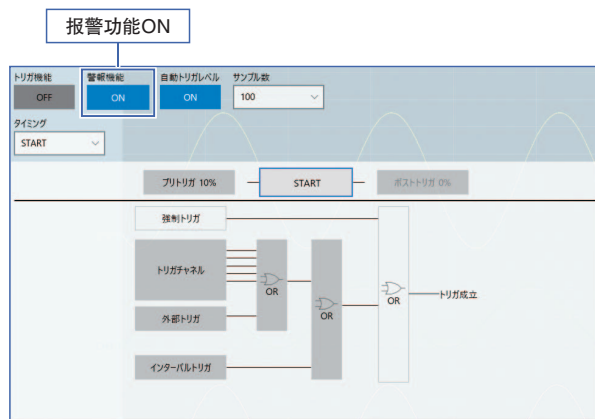 报警功能ON
トリガ機能 警報機能 自動トリガレベル サンプル数
OFF ON ON 100
タイミング
START
プリトリガ 10% START ポストトリガ 0%
強制トリガ
トリガチャネル
OR
OR
OR
トリガ成立
外部トリガ
インターバルトリガ